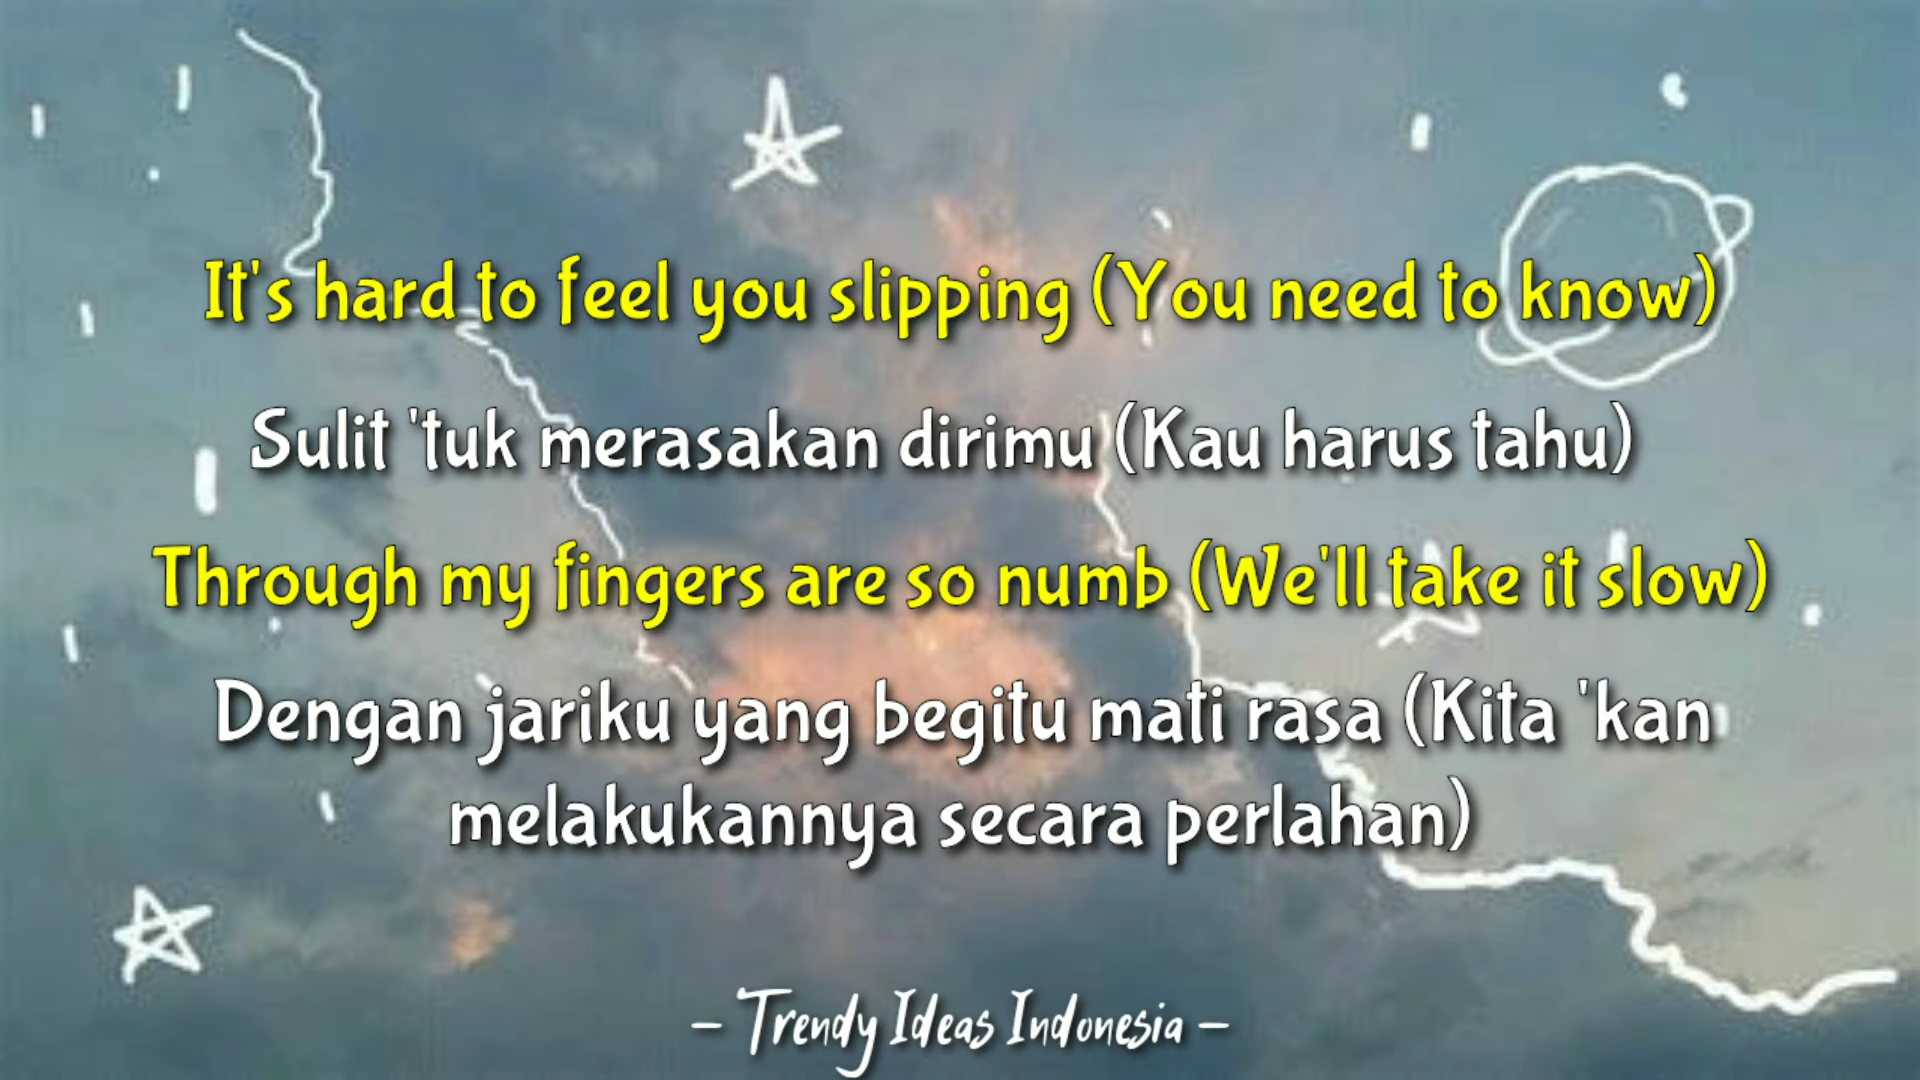 It's hard to feel you slipping (You need to know)
Sulit 'tuk merasakan dirimu (Kau harus tahu)
Through my fingers are so numb (We'll take it slow)
Dengan jariku yang begitu mati rasa (Kita 'kan
melakukannya secara perlahan)
– Trendy Ideas Indonesia –